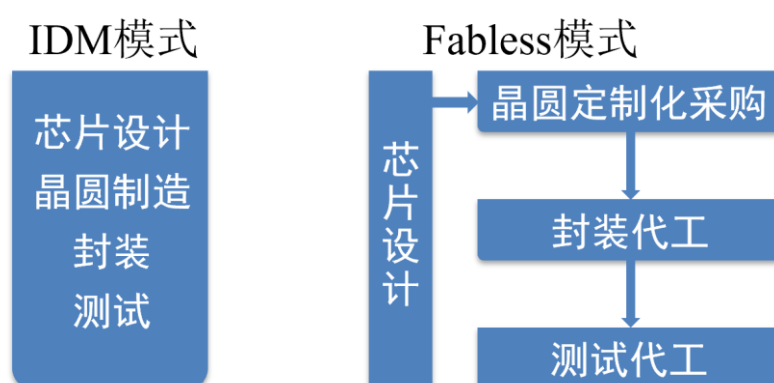 IDM模式
芯片设计
晶圆制造
封装
测试
Fabless模式
芯片设计
晶圆定制化采购
封装代工
测试代工